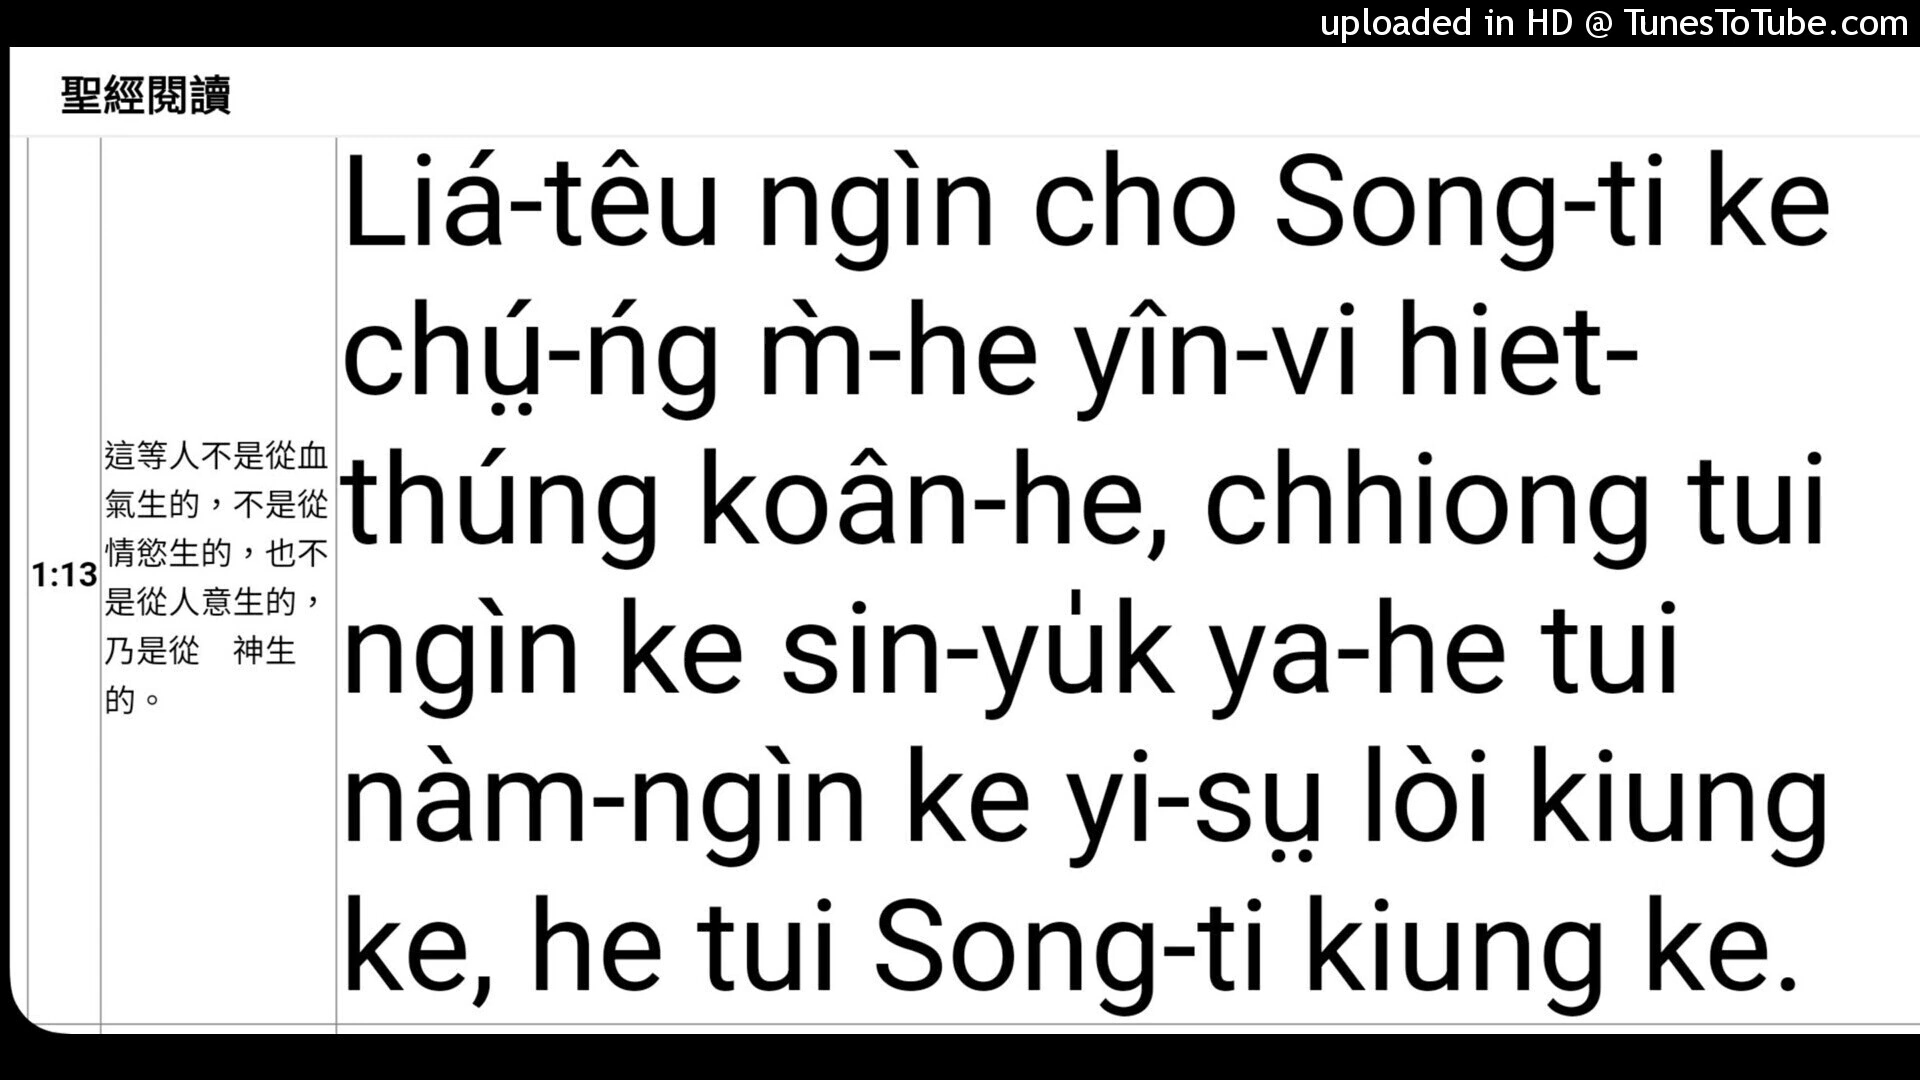 uploaded in HD @ TunesToTube.com
聖經閱讀
1:13
這等人不是從血
氣生的，不是從
情慾生的，也不
是從人意生的，
乃是從　神生
的。
Liá-têu ngìn cho Song-ti ke
chṳ́-ńg m̀-he yîn-vi hiet-
thúng koân-he, chhiong tui
ngìn ke sin-yu̍k ya-he tui
nàm-ngìn ke yi-sṳ lòi kiung
ke, he tui Song-ti kiung ke.